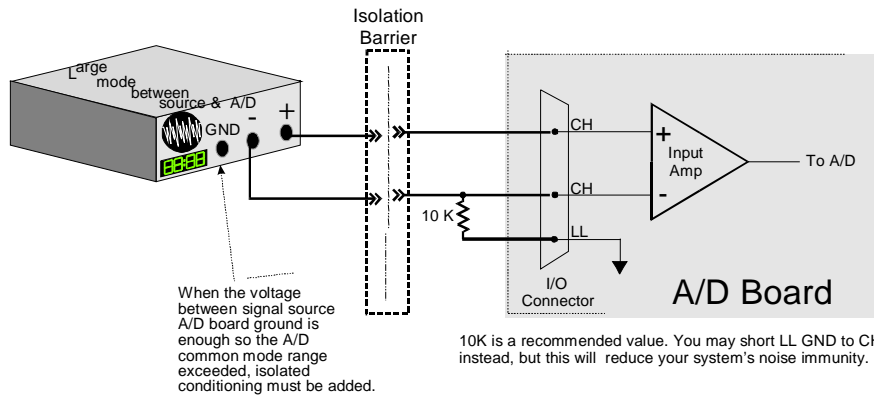 Isolation
Barrier
Large
mode
between
source & A/D
GND
-
+
88:88
CH
CH
LL
10 K
+
-
Input
Amp
To A/D
I/O
Connector
A/D Board
When the voltage
between signal source
A/D board ground is
enough so the A/D
common mode range
exceeded, isolated
conditioning must be added.
10K is a recommended value. You may short LL GND to CH
instead, but this will reduce your system's noise immunity.